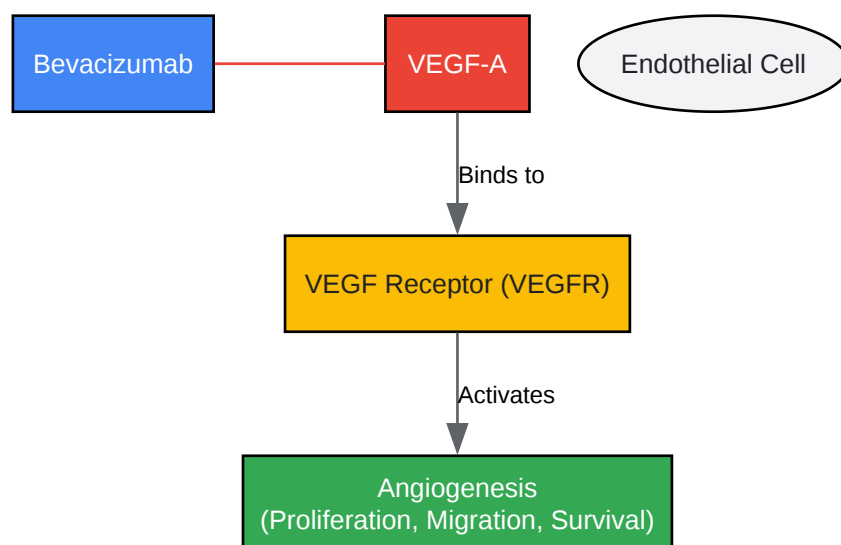 Bevacizumab
VEGF-A
Endothelial Cell
Binds to
VEGF Receptor (VEGFR)
Activates
Angiogenesis
(Proliferation, Migration, Survival)